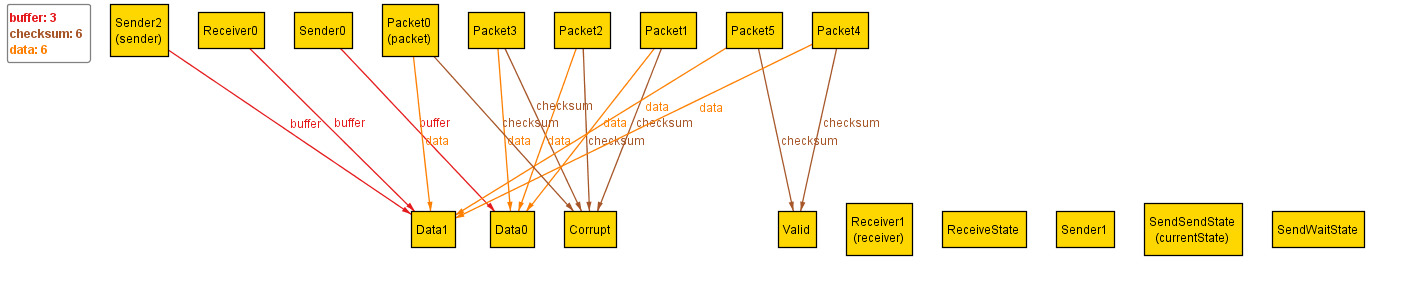 buffer: 3
checksum: 6
data: 6
Sender2
(sender)
Receiver0
Sender0
Packet0
(packet)
Packet3
Packet2
Packet1
Packet5
Packet4
checksum
data
data
buffer
buffer
buffer
checksum
data
checksum
checksum
data
data
data
checksum
checksum
Data1
Data0
Corrupt
Valid
Receiver1
(receiver)
ReceiveState
Sender1
SendSendState
(currentState)
SendWaitState